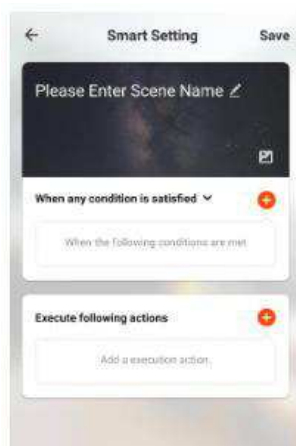 Smart Setting
Save
Please Enter Scene Name
When any condition is satisfied
When the following conditions are met
Execute following actions
Add a execution action.